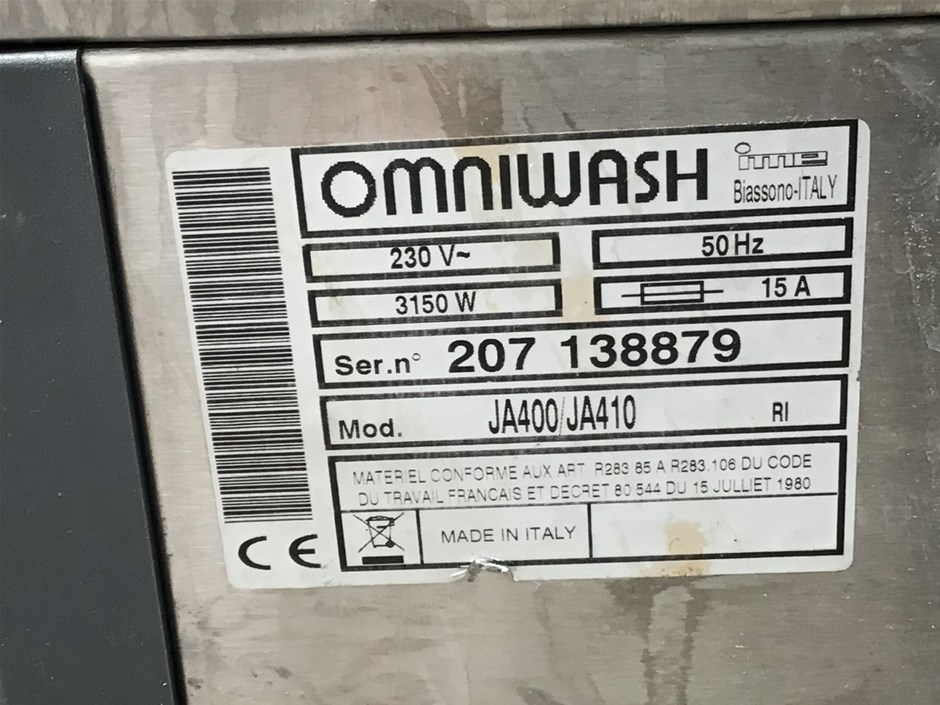 OMNIWASH
ime
Biassono-ITALY
230 V~
50 Hz
3150 W
15 A
Ser.n° 207 138879
Mod. JA400/JA410 RI
MATERIEL CONFORME AUX ART R283 85 A R283.106 DU CODE
DU TRAVAIL FRANCAIS ET DECRET 80 544 DU 15 JULLIET 1980
CE
MADE IN ITALY